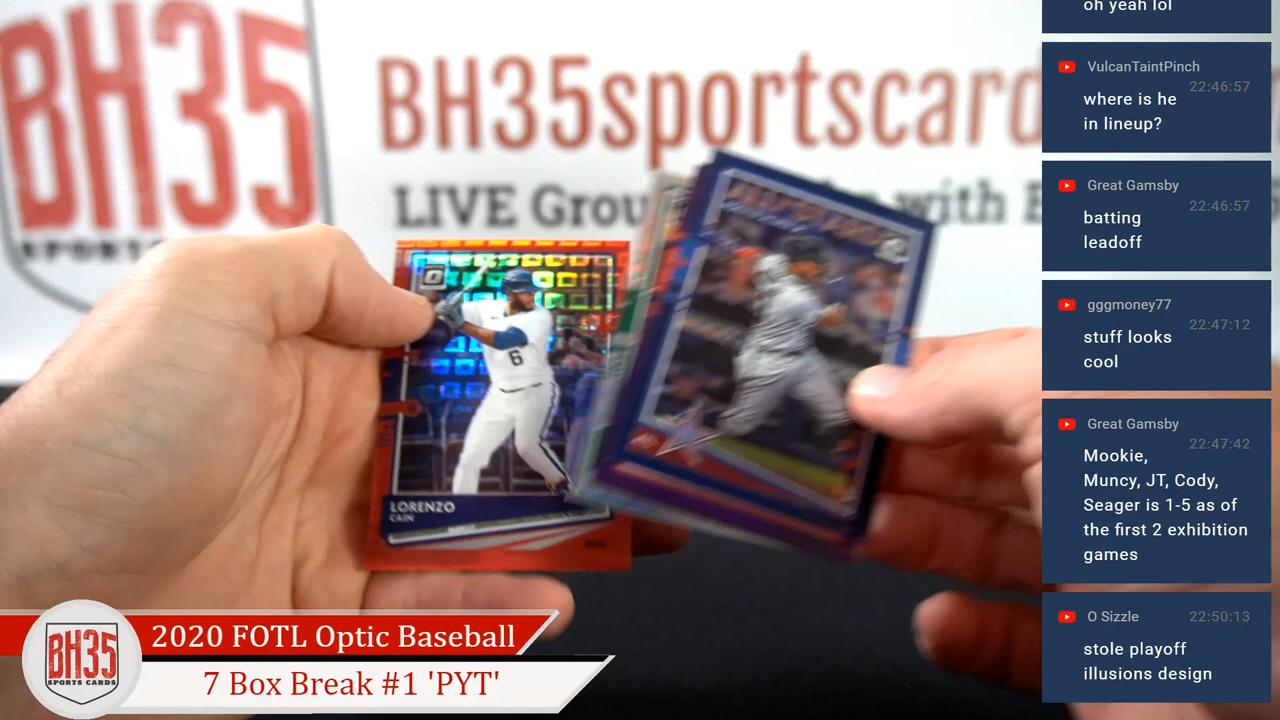 BH35
SPORTS
BH35sportscard
LIVE Grou
with
LORENZO
CAIN
6
2020 FOTL Optic Baseball
7 Box Break #1 'PYT'
BH35
SPORTS CARDS
oh yeah lol
VulcanTaintPinch
22:46:57
where is he
in lineup?
Great Gamsby
22:46:57
batting
leadoff
gggmoney77
22:47:12
stuff looks
cool
Great Gamsby
22:47:42
Mookie,
Muncy, JT, Cody,
Seager is 1-5 as of
the first 2 exhibition
games
O Sizzle
22:50:13
stole playoff
illusions design